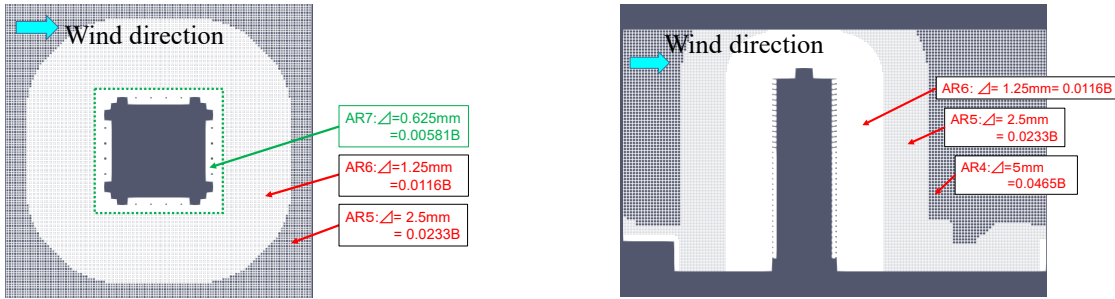 Wind direction
AR7:⊿=0.625mm
=0.00581B
AR6:⊿=1.25mm
=0.0116B
AR5:⊿= 2.5mm
= 0.0233B
Wind direction
AR6: ⊿= 1.25mm= 0.0116B
AR5:⊿= 2.5mm
= 0.0233B
AR4:⊿=5mm
=0.0465B